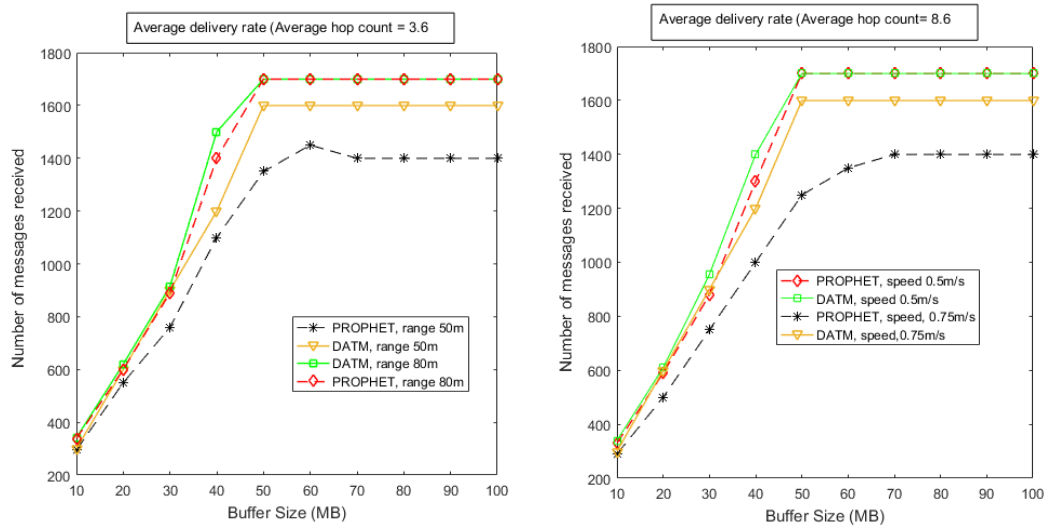 Average delivery rate (Average hop count = 3.6
1800
1600
1400
1200
1000
800
600
400
200
Number of messages received
PROPHET, range 50m
DATM, range 50m
DATM, range 80m
PROPHET, range 80m
10 20 30 40 50 60 70 80 90 100
Buffer Size (MB)
Average delivery rate (Average hop count= 8.6
1800
1600
1400
1200
1000
800
600
400
200
Number of messages received
PROPHET, speed 0.5m/s
DATM, speed 0.5m/s
PROPHET, speed, 0.75m/s
DATM, speed,0.75m/s
10 20 30 40 50 60 70 80 90 100
Buffer Size (MB)